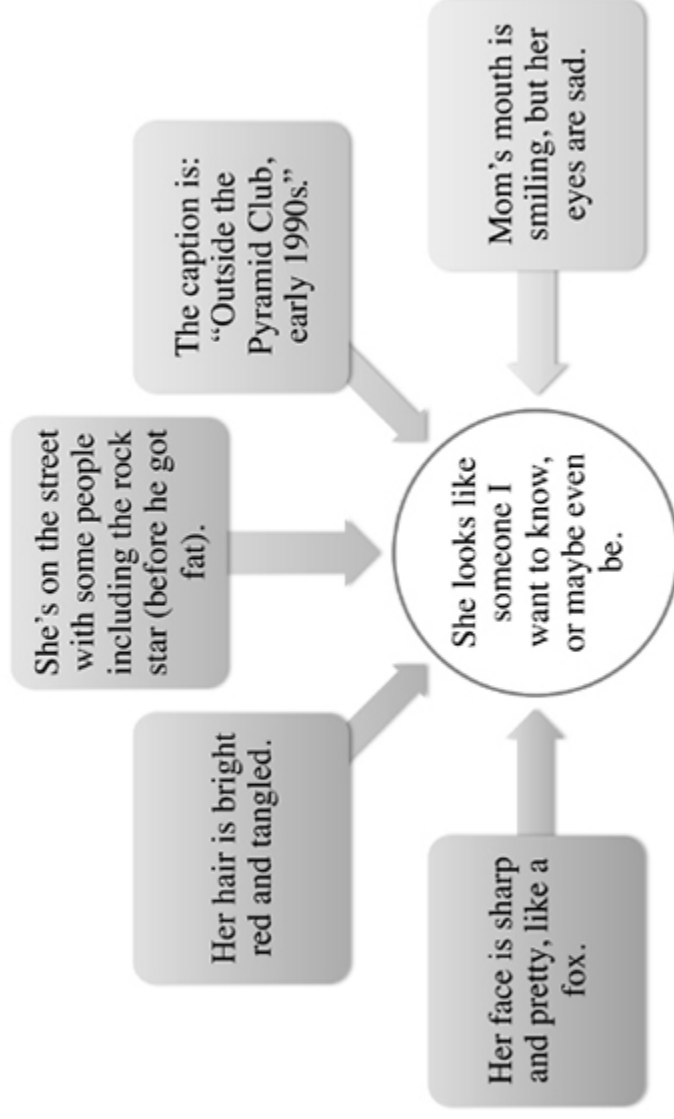 Her face is sharp
and pretty, like a
fox.
Her hair is bright
red and tangled.
She's on the street
with some people
including the rock
star (before he got
fat).
The caption is:
“Outside the
Pyramid Club,
early 1990s.”
Mom's mouth is
smiling, but her
eyes are sad.
She looks like
someone I
want to know,
or maybe even
be.